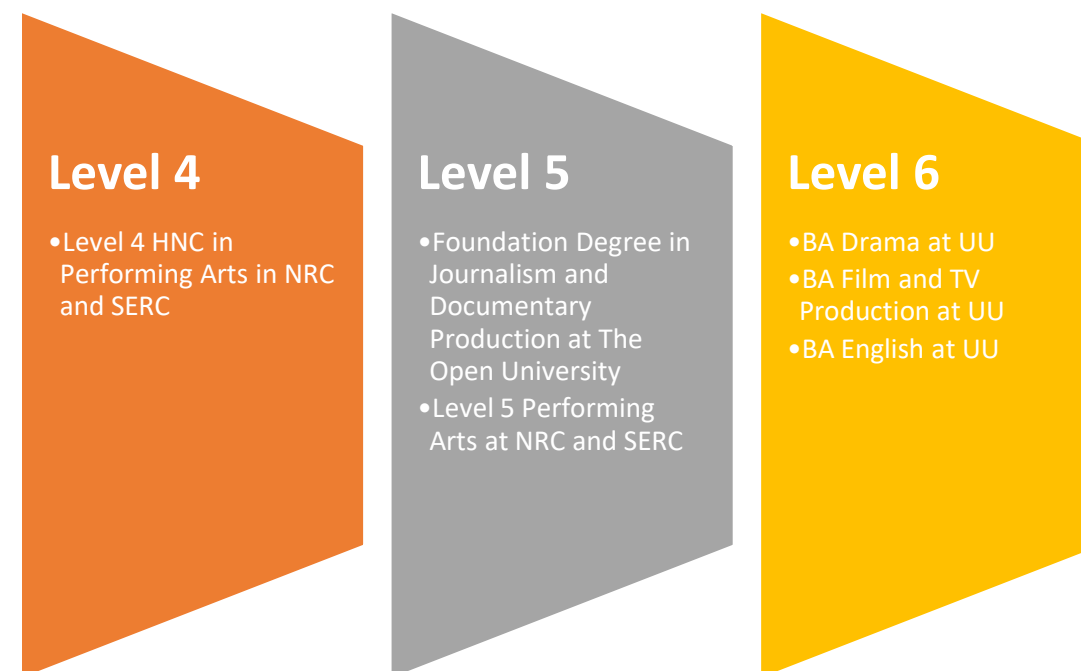 Level 4
•Level 4 HNC in
Performing Arts in NRC
and SERC
Level 5
•Foundation Degree in
Journalism and
Documentary
Production at The
Open University
•Level 5 Performing
Arts at NRC and SERC
Level 6
•BA Drama at UU
•BA Film and TV
Production at UU
•BA English at UU